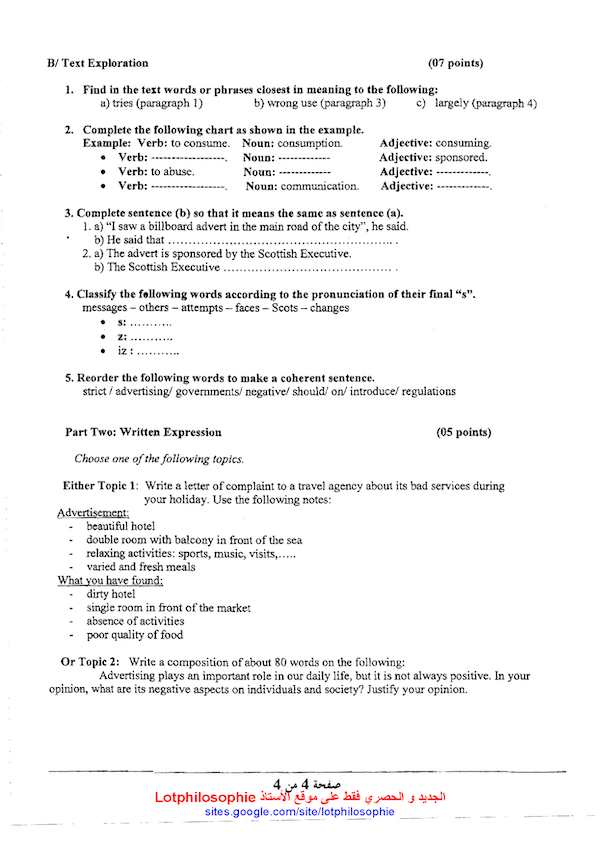 B/ Text Exploration (07 points)
1. Find in the text words or phrases closest in meaning to the following:
a) tries (paragraph 1) b) wrong use (paragraph 3) c) largely (paragraph 4)
2. Complete the following chart as shown in the example.
Example: Verb: to consume. Noun: consumption. Adjective: consuming.
• Verb: ------------------. Noun: ------------- Adjective: sponsored.
• Verb: to abuse. Noun: ------------- Adjective: -------------.
• Verb: ------------------. Noun: communication. Adjective: -------------.
3. Complete sentence (b) so that it means the same as sentence (a).
1. a) “I saw a billboard advert in the main road of the city”, he said.
b) He said that ……………………………………………… .
2. a) The advert is sponsored by the Scottish Executive.
b) The Scottish Executive …………………………………… .
4. Classify the following words according to the pronunciation of their final “s”.
messages – others – attempts – faces – Scots – changes
• s: ………..
• z: ………..
• iz : ………..
5. Reorder the following words to make a coherent sentence.
strict / advertising/ governments/ negative/ should/ on/ introduce/ regulations
Part Two: Written Expression (05 points)
Choose one of the following topics.
Either Topic 1: Write a letter of complaint to a travel agency about its bad services during
your holiday. Use the following notes:
Advertisement:
- beautiful hotel
- double room with balcony in front of the sea
- relaxing activities: sports, music, visits,…..
- varied and fresh meals
What you have found:
- dirty hotel
- single room in front of the market
- absence of activities
- poor quality of food
Or Topic 2: Write a composition of about 80 words on the following:
Advertising plays an important role in our daily life, but it is not always positive. In your
opinion, what are its negative aspects on individuals and society? Justify your opinion.
صفحة 4 من 4
الجديد و الحصري فقط على موقع الأستاذ Lotphilosophie
sites.google.com/site/lotphilosophie